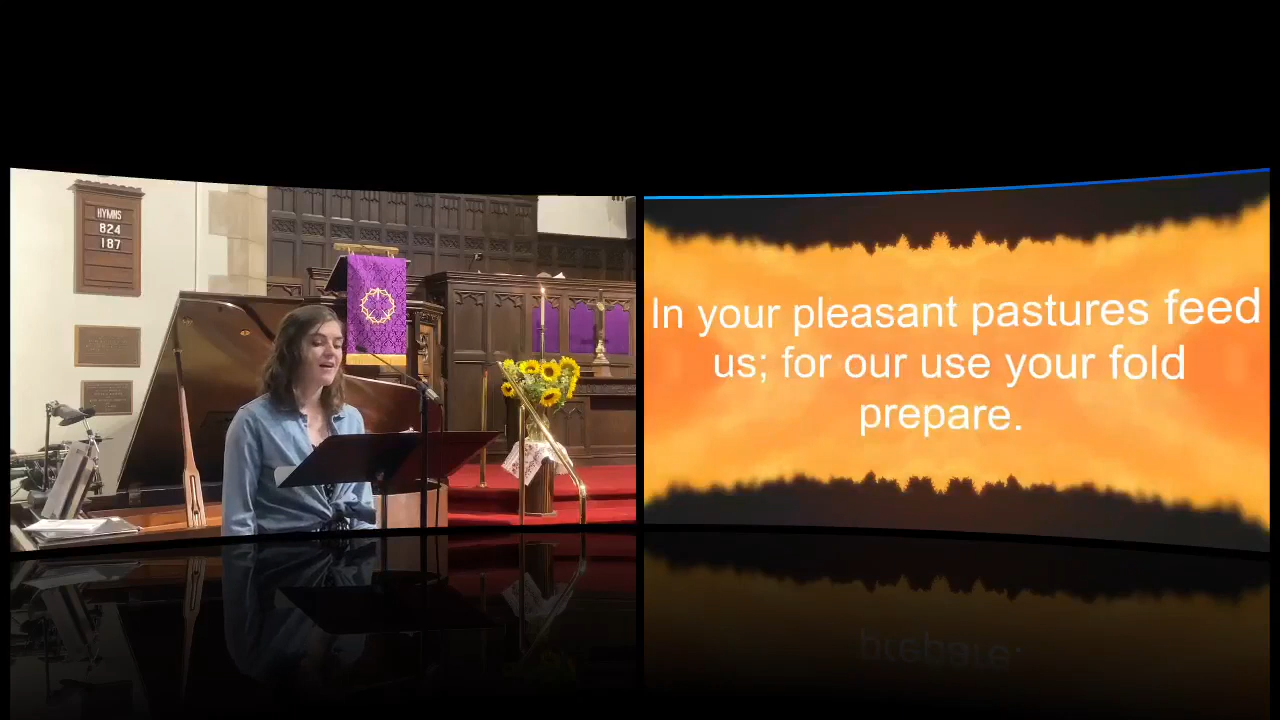 HYMNS
824
187
In your pleasant pastures feed
us; for our use your fold
prepare.